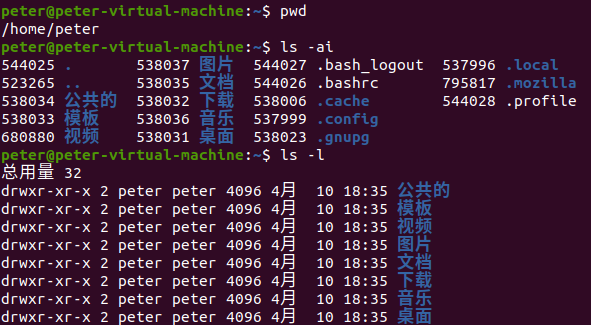 peter@peter-virtual-machine:~$ pwd
/home/peter
peter@peter-virtual-machine:~$ ls -ai
544025 . 538037 图片 544027 .bash_logout 537996 .local
523265 .. 538035 文档 544026 .bashrc 795817 .mozilla
538034 公共的 538032 下载 538006 .cache 544028 .profile
538033 模板 538036 音乐 537999 .config
680880 视频 538031 桌面 538023 .gnupg
peter@peter-virtual-machine:~$ ls -l
总用量 32
drwxr-xr-x 2 peter peter 4096 4月 10 18:35 公共的
drwxr-xr-x 2 peter peter 4096 4月 10 18:35 模板
drwxr-xr-x 2 peter peter 4096 4月 10 18:35 视频
drwxr-xr-x 2 peter peter 4096 4月 10 18:35 图片
drwxr-xr-x 2 peter peter 4096 4月 10 18:35 文档
drwxr-xr-x 2 peter peter 4096 4月 10 18:35 下载
drwxr-xr-x 2 peter peter 4096 4月 10 18:35 音乐
drwxr-xr-x 2 peter peter 4096 4月 10 18:35 桌面